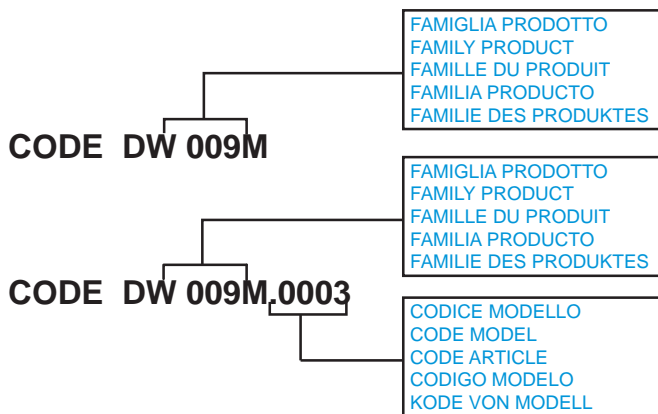 FAMIGLIA PRODOTTO
FAMILY PRODUCT
FAMILLE DU PRODUIT
FAMILIA PRODUCTO
FAMILIE DES PRODUKTES
CODE DW 009M
FAMIGLIA PRODOTTO
FAMILY PRODUCT
FAMILLE DU PRODUIT
FAMILIA PRODUCTO
FAMILIE DES PRODUKTES
CODE DW 009M.0003
CODICE MODELLO
CODE MODEL
CODE ARTICLE
CODIGO MODELO
KODE VON MODELL